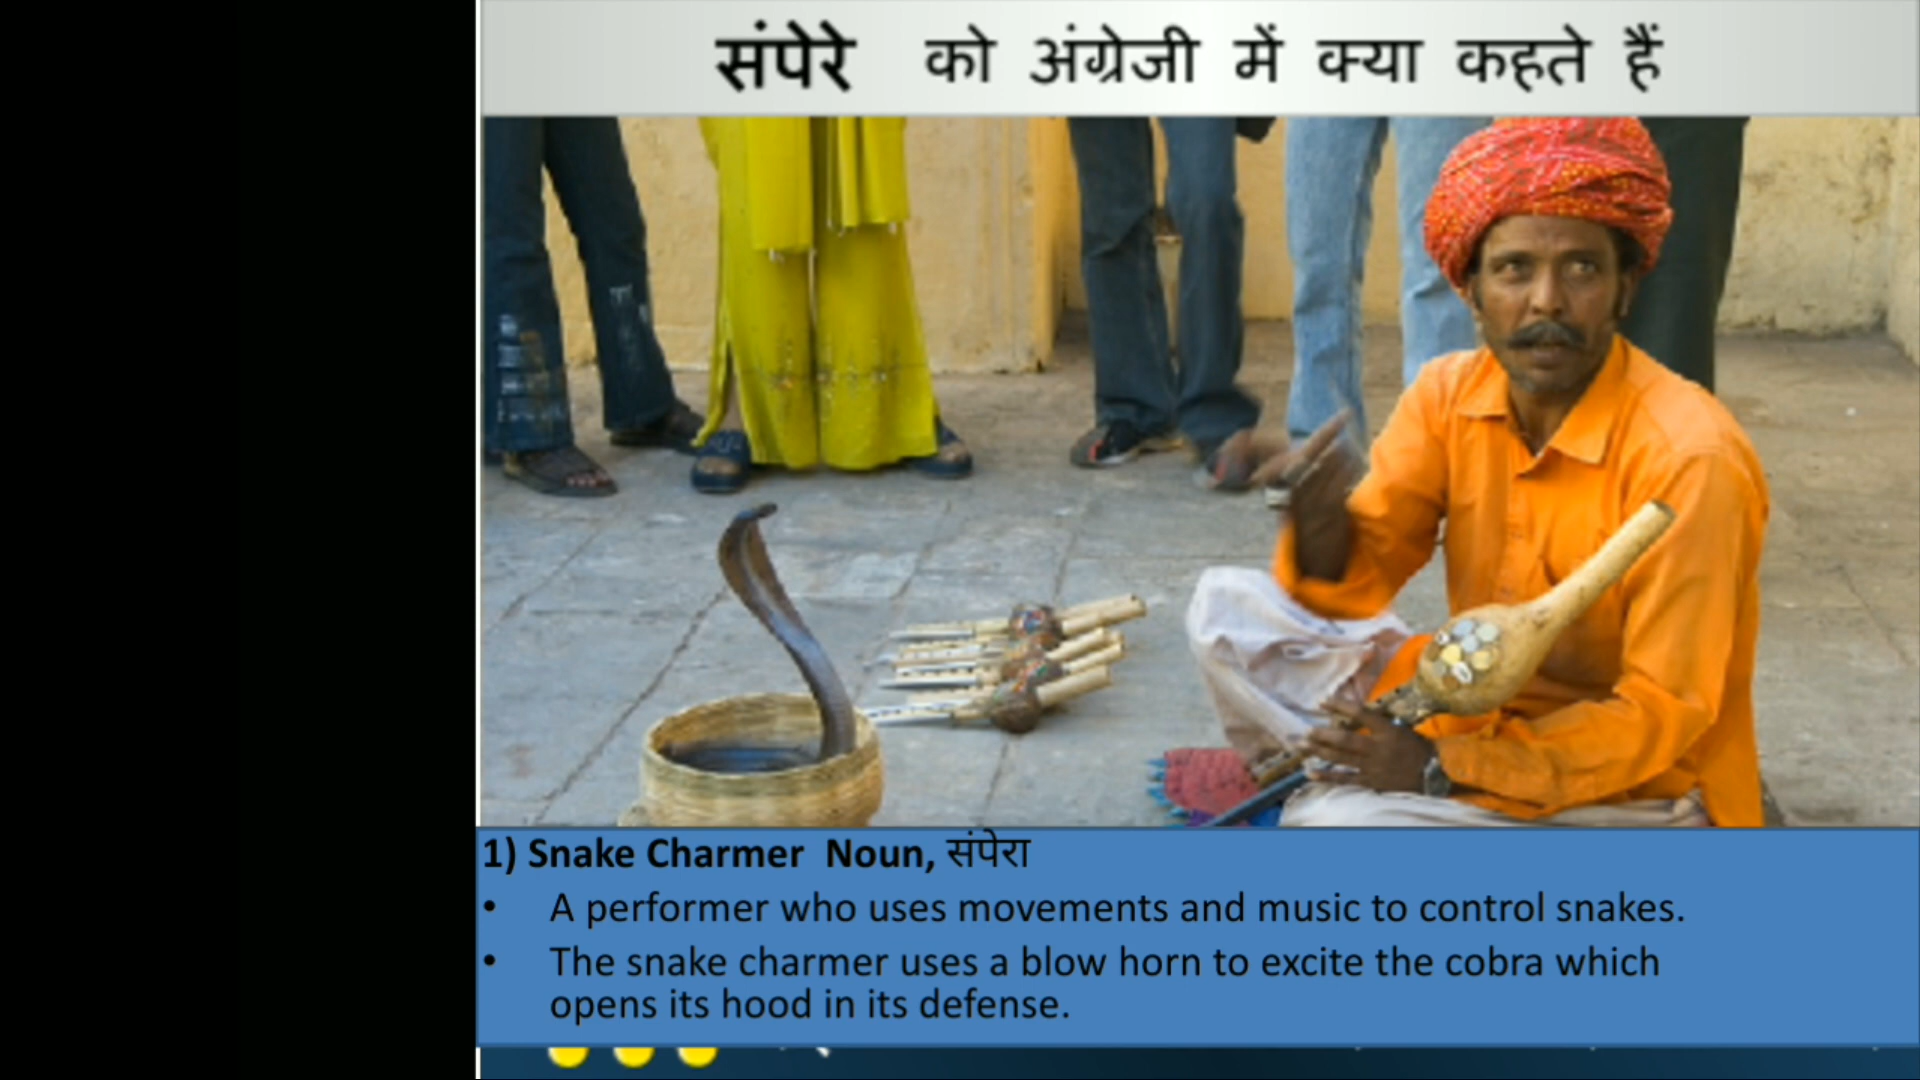 संपेरे को अंग्रेजी में क्या कहते हैं
1) Snake Charmer Noun, संपेरा
• A performer who uses movements and music to control snakes.
• The snake charmer uses a blow horn to excite the cobra which
opens its hood in its defense.